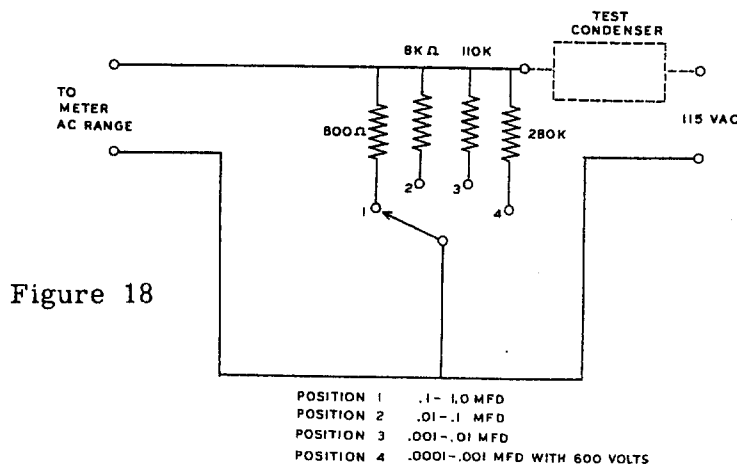 TEST
CONDENSER
8KΩ 110K
TO
METER
AC RANGE
800Ω
280K
115 VAC
2
3
1
4
Figure 18
POSITION 1 .1-1.0 MFD
POSITION 2 .01-.1 MFD
POSITION 3 .001-.01 MFD
POSITION 4 .0001-.001 MFD WITH 600 VOLTS